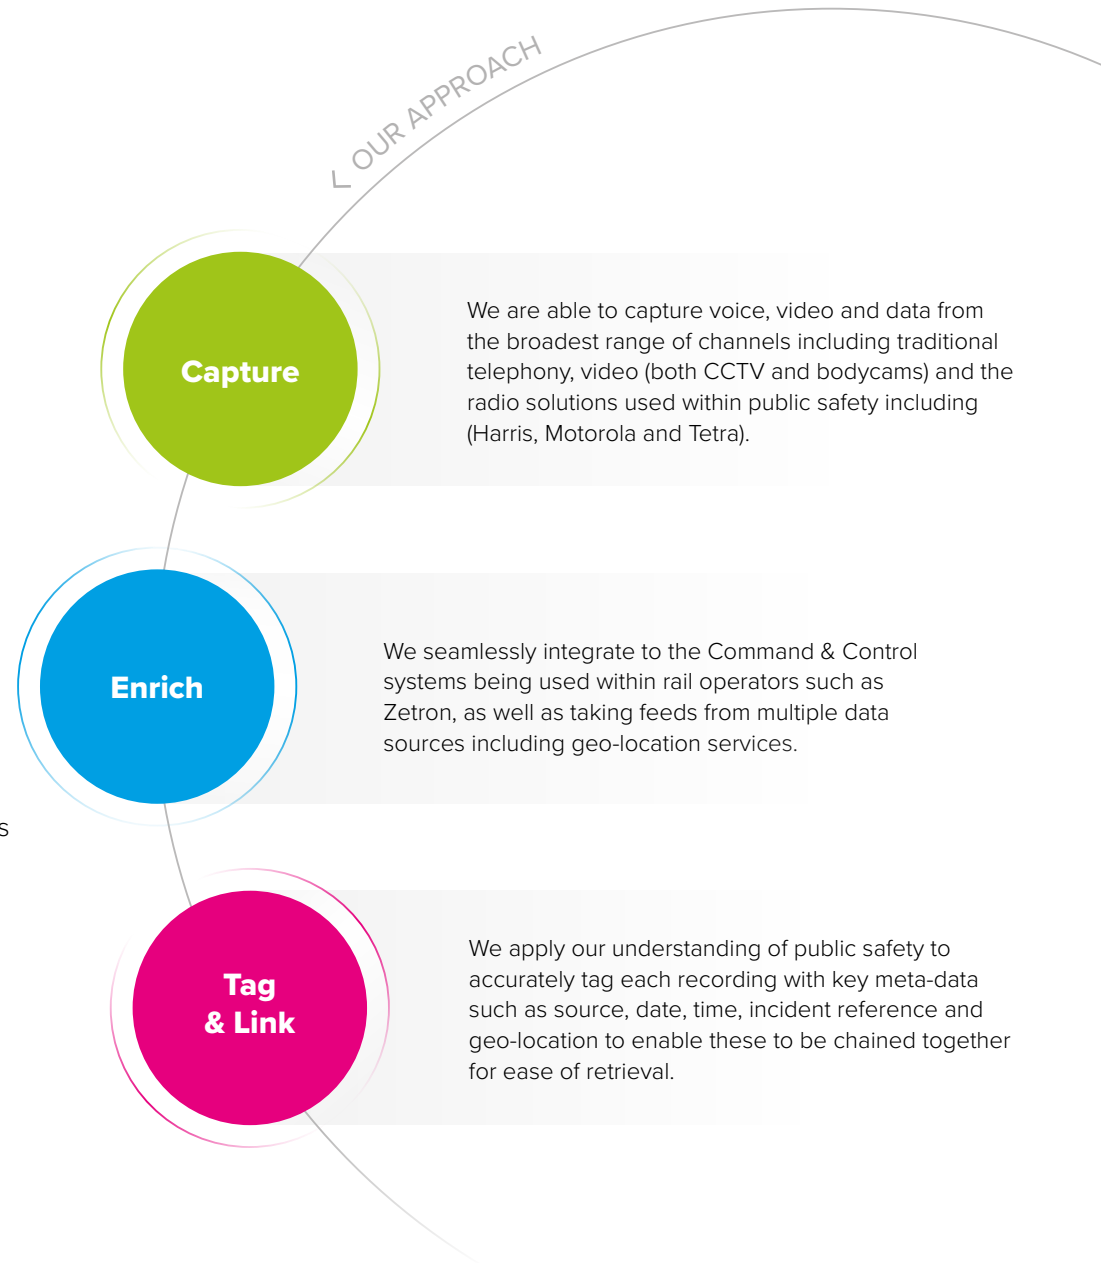 OUR APPROACH
Capture
We are able to capture voice, video and data from
the broadest range of channels including traditional
telephony, video (both CCTV and bodycams) and the
radio solutions used within public safety including
(Harris, Motorola and Tetra).
Enrich
We seamlessly integrate to the Command & Control
systems being used within rail operators such as
Zetron, as well as taking feeds from multiple data
sources including geo-location services.
s
Tag
& Link
We apply our understanding of public safety to
accurately tag each recording with key meta-data
such as source, date, time, incident reference and
geo-location to enable these to be chained together
for ease of retrieval.